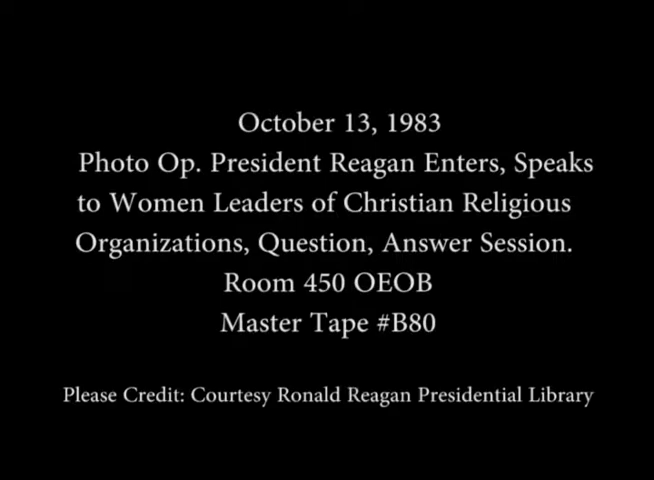 October 13, 1983
Photo Op. President Reagan Enters, Speaks
to Women Leaders of Christian Religious
Organizations, Question, Answer Session.
Room 450 OEOB
Master Tape #B80
Please Credit: Courtesy Ronald Reagan Presidential Library